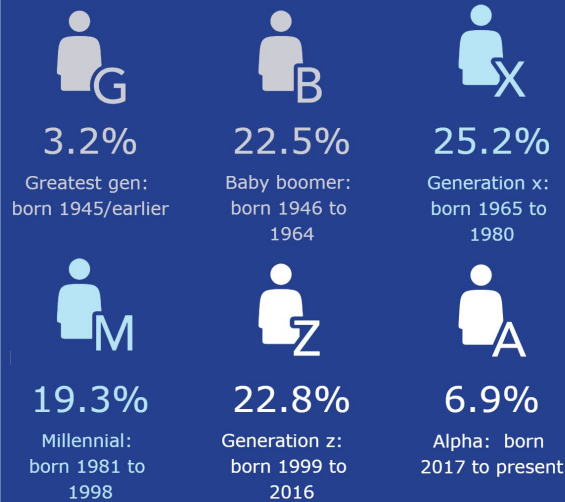 G
B
X
3.2%
22.5%
25.2%
Greatest gen:
born 1945/earlier
Baby boomer:
born 1946 to
1964
Generation x:
born 1965 to
1980
M
Z
A
19.3%
22.8%
6.9%
Millennial:
born 1981 to
1998
Generation z:
born 1999 to
2016
Alpha: born
2017 to present